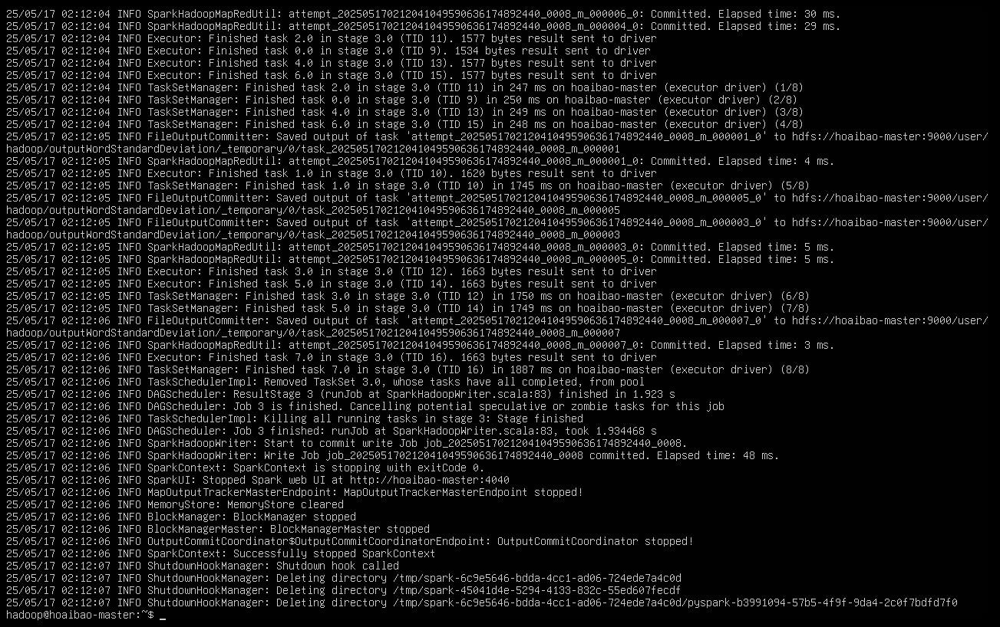 25/05/17 02:12:04 INFO SparkHadoopMapRedUtil: attempt_202505170212041049590636174892440_0008_m_000006_0: Committed. Elapsed time: 30 ms.
25/05/17 02:12:04 INFO SparkHadoopMapRedUtil: attempt_202505170212041049590636174892440_0008_m_000004_0: Committed. Elapsed time: 29 ms.
25/05/17 02:12:04 INFO Executor: Finished task 2.0 in stage 3.0 (TID 11). 1577 bytes result sent to driver
25/05/17 02:12:04 INFO Executor: Finished task 0.0 in stage 3.0 (TID 9). 1534 bytes result sent to driver
25/05/17 02:12:04 INFO Executor: Finished task 4.0 in stage 3.0 (TID 13). 1577 bytes result sent to driver
25/05/17 02:12:04 INFO Executor: Finished task 6.0 in stage 3.0 (TID 15). 1577 bytes result sent to driver
25/05/17 02:12:04 INFO TaskSetManager: Finished task 2.0 in stage 3.0 (TID 11) in 247 ms on hoaibao-master (executor driver) (1/8)
25/05/17 02:12:04 INFO TaskSetManager: Finished task 0.0 in stage 3.0 (TID 9) in 250 ms on hoaibao-master (executor driver) (2/8)
25/05/17 02:12:04 INFO TaskSetManager: Finished task 4.0 in stage 3.0 (TID 13) in 249 ms on hoaibao-master (executor driver) (3/8)
25/05/17 02:12:04 INFO TaskSetManager: Finished task 6.0 in stage 3.0 (TID 15) in 248 ms on hoaibao-master (executor driver) (4/8)
25/05/17 02:12:05 INFO FileOutputCommitter: Saved output of task 'attempt_202505170212041049590636174892440_0008_m_000001_0' to hdfs://hoaibao-master:9000/user/
hadoop/outputWordStandardDeviation/_temporary/0/task_202505170212041049590636174892440_0008_m_000001
25/05/17 02:12:05 INFO SparkHadoopMapRedUtil: attempt_202505170212041049590636174892440_0008_m_000001_0: Committed. Elapsed time: 4 ms.
25/05/17 02:12:05 INFO Executor: Finished task 1.0 in stage 3.0 (TID 10). 1620 bytes result sent to driver
25/05/17 02:12:05 INFO TaskSetManager: Finished task 1.0 in stage 3.0 (TID 10) in 1745 ms on hoaibao-master (executor driver) (5/8)
25/05/17 02:12:05 INFO FileOutputCommitter: Saved output of task 'attempt_202505170212041049590636174892440_0008_m_000005_0' to hdfs://hoaibao-master:9000/user/
hadoop/outputWordStandardDeviation/_temporary/0/task_202505170212041049590636174892440_0008_m_000005
25/05/17 02:12:05 INFO FileOutputCommitter: Saved output of task 'attempt_202505170212041049590636174892440_0008_m_000003_0' to hdfs://hoaibao-master:9000/user/
hadoop/outputWordStandardDeviation/_temporary/0/task_202505170212041049590636174892440_0008_m_000003
25/05/17 02:12:05 INFO SparkHadoopMapRedUtil: attempt_202505170212041049590636174892440_0008_m_000003_0: Committed. Elapsed time: 5 ms.
25/05/17 02:12:05 INFO SparkHadoopMapRedUtil: attempt_202505170212041049590636174892440_0008_m_000005_0: Committed. Elapsed time: 5 ms.
25/05/17 02:12:05 INFO Executor: Finished task 3.0 in stage 3.0 (TID 12). 1663 bytes result sent to driver
25/05/17 02:12:05 INFO Executor: Finished task 5.0 in stage 3.0 (TID 14). 1663 bytes result sent to driver
25/05/17 02:12:05 INFO TaskSetManager: Finished task 3.0 in stage 3.0 (TID 12) in 1750 ms on hoaibao-master (executor driver) (6/8)
25/05/17 02:12:05 INFO TaskSetManager: Finished task 5.0 in stage 3.0 (TID 14) in 1749 ms on hoaibao-master (executor driver) (7/8)
25/05/17 02:12:06 INFO FileOutputCommitter: Saved output of task 'attempt_202505170212041049590636174892440_0008_m_000007_0' to hdfs://hoaibao-master:9000/user/
hadoop/outputWordStandardDeviation/_temporary/0/task_202505170212041049590636174892440_0008_m_000007
25/05/17 02:12:06 INFO SparkHadoopMapRedUtil: attempt_202505170212041049590636174892440_0008_m_000007_0: Committed. Elapsed time: 3 ms.
25/05/17 02:12:06 INFO Executor: Finished task 7.0 in stage 3.0 (TID 16). 1663 bytes result sent to driver
25/05/17 02:12:06 INFO TaskSetManager: Finished task 7.0 in stage 3.0 (TID 16) in 1887 ms on hoaibao-master (executor driver) (8/8)
25/05/17 02:12:06 INFO TaskSchedulerImpl: Removed TaskSet 3.0, whose tasks have all completed, from pool
25/05/17 02:12:06 INFO DAGScheduler: ResultStage 3 (runJob at SparkHadoopWriter.scala:83) finished in 1.923 s
25/05/17 02:12:06 INFO DAGScheduler: Job 3 is finished. Cancelling potential speculative or zombie tasks for this job
25/05/17 02:12:06 INFO TaskSchedulerImpl: Killing all running tasks in stage 3: Stage finished
25/05/17 02:12:06 INFO DAGScheduler: Job 3 finished: runJob at SparkHadoopWriter.scala:83, took 1.934468 s
25/05/17 02:12:06 INFO SparkHadoopWriter: Start to commit write Job job_202505170212041049590636174892440_0008.
25/05/17 02:12:06 INFO SparkHadoopWriter: Write Job job_202505170212041049590636174892440_0008 committed. Elapsed time: 48 ms.
25/05/17 02:12:06 INFO SparkContext: SparkContext is stopping with exitCode 0.
25/05/17 02:12:06 INFO SparkUI: Stopped Spark web UI at http://hoaibao-master:4040
25/05/17 02:12:06 INFO MapOutputTrackerMasterEndpoint: MapOutputTrackerMasterEndpoint stopped!
25/05/17 02:12:06 INFO MemoryStore: MemoryStore cleared
25/05/17 02:12:06 INFO BlockManager: BlockManager stopped
25/05/17 02:12:06 INFO BlockManagerMaster: BlockManagerMaster stopped
25/05/17 02:12:06 INFO OutputCommitCoordinator$OutputCommitCoordinatorEndpoint: OutputCommitCoordinator stopped!
25/05/17 02:12:06 INFO SparkContext: Successfully stopped SparkContext
25/05/17 02:12:07 INFO ShutdownHookManager: Shutdown hook called
25/05/17 02:12:07 INFO ShutdownHookManager: Deleting directory /tmp/spark-6c9e5646-bdda-4cc1-ad06-724ede7a4c0d
25/05/17 02:12:07 INFO ShutdownHookManager: Deleting directory /tmp/spark-45041d4e-5294-4133-832c-55ed607fecdf
25/05/17 02:12:07 INFO ShutdownHookManager: Deleting directory /tmp/spark-6c9e5646-bdda-4cc1-ad06-724ede7a4c0d/pyspark-b3991094-57b5-4f9f-9da4-2c0f7bdfd7f0
hadoop@hoaibao-master:~$ _